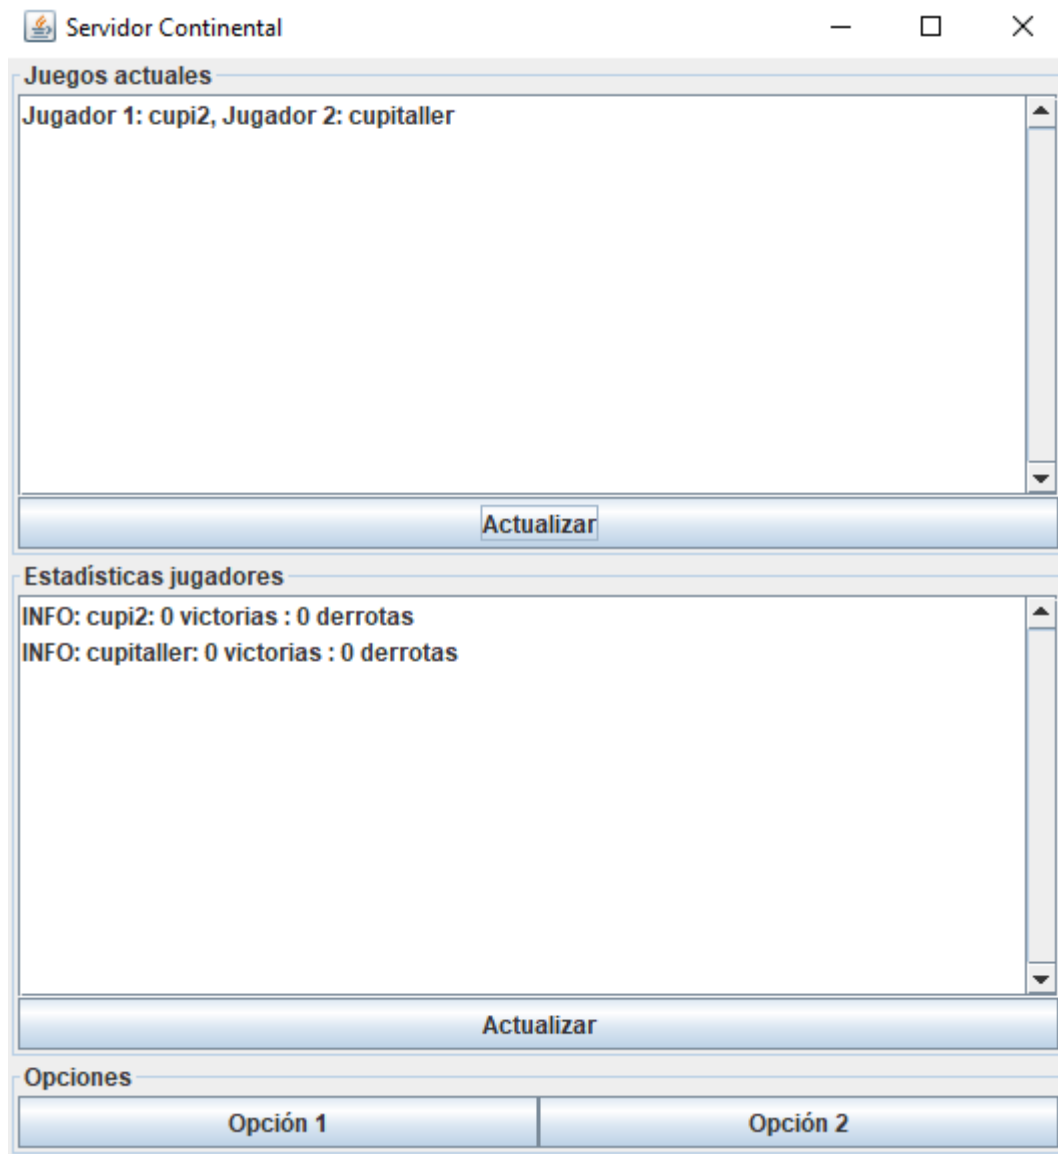 Servidor Continental
Juegos actuales
Jugador 1: cupi2, Jugador 2: cupitaller
Actualizar
Estadísticas jugadores
INFO: cupi2: 0 victorias : 0 derrotas
INFO: cupitaller: 0 victorias : 0 derrotas
Actualizar
Opciones
Opción 1 Opción 2